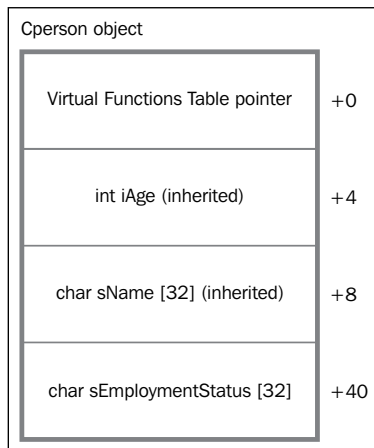 Cperson object
Virtual Functions Table pointer +0
int iAge (inherited) +4
char sName [32] (inherited) +8
char sEmploymentStatus [32] +40